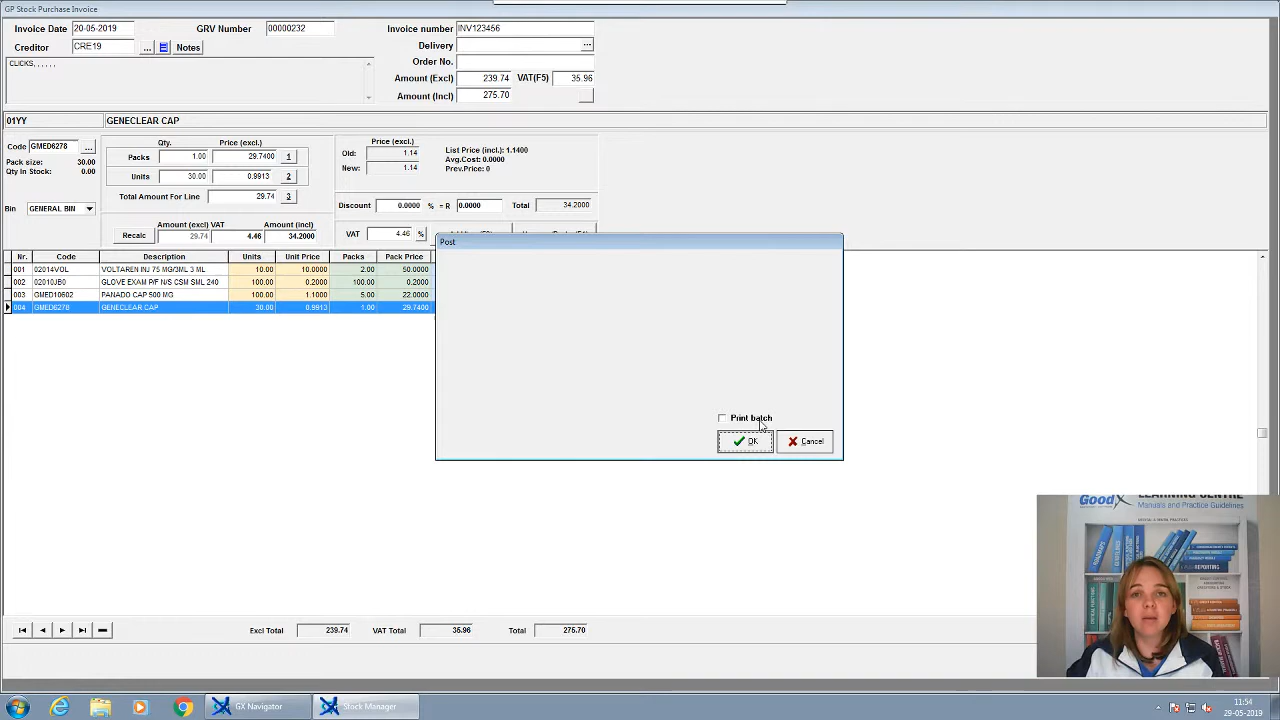 GP Stock Purchase Invoice
Invoice Date 20-05-2019 GRV Number 00000232 Invoice number INV123456
Creditor CRE19 ... Notes Delivery ...
Order No.
CLICKS, , , , , ,
Amount (Excl) 239.74 VAT(F5) 35.96
Amount (Incl) 275.70
01YY GENECLEAR CAP
Code GMED6278 ...
Pack size: 30.00
Qty In Stock: 0.00
Bin GENERAL BIN
Qty. Price (excl.)
Packs 1.00 29.7400 1
Units 30.00 0.9913 2
Total Amount For Line 29.74 3
Amount (excl) VAT Amount (incl)
Recalc 29.74 4.46 34.2000
Price (excl.)
Old: 1.14 List Price (incl.): 1.1400
Avg.Cost: 0.0000
New: 1.14 Prev.Price: 0
Discount 0.0000 % = R 0.0000 Total 34.2000
VAT 4.46 %
Nr. Code Description Units Unit Price Packs Pack Price
001 02014VOL VOLTAREN INJ 75 MG/3ML 3 ML 10.00 10.0000 2.00 50.0000
002 02010JB0 GLOVE EXAM P/F N/S CSM SML 240 100.00 0.2000 100.00 0.2000
003 GMED10602 PANADO CAP 500 MG 100.00 1.1000 5.00 22.0000
004 GMED6278 GENECLEAR CAP 30.00 0.9913 1.00 29.7400
Post
Print batch
OK Cancel
Excl Total 239.74 VAT Total 35.96 Total 275.70
GoodX LEARNING CENTRE
Manuals and Practice Guidelines
REPORTING
GX Navigator Stock Manager
11:54
29-05-2019